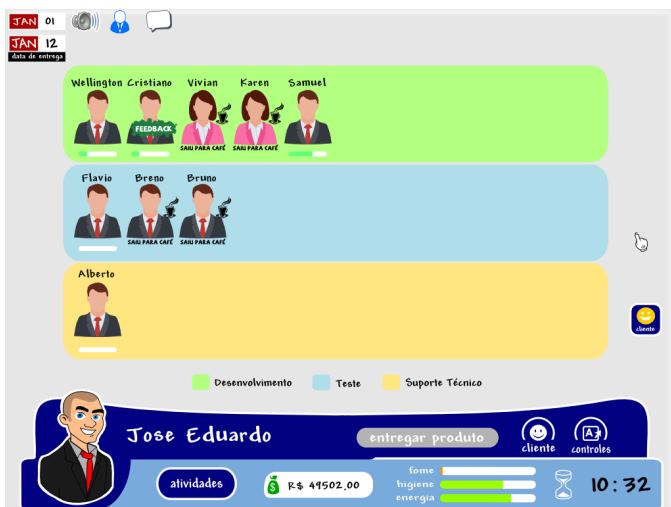 JAN 01
JAN 12
data de entrega
Wellington Cristiano Vivian Karen Samuel
FEEDBACK
SAIU PARA CAFÉ SAIU PARA CAFÉ
Flavio Breno Bruno
SAIU PARA CAFÉ SAIU PARA CAFÉ
Alberto
cliente
Desenvolvimento Teste Suporte Técnico
Jose Eduardo
entregar produto
cliente
A
controles
atividades
$ R$ 49502,00
fome
higiene
energia
10:32